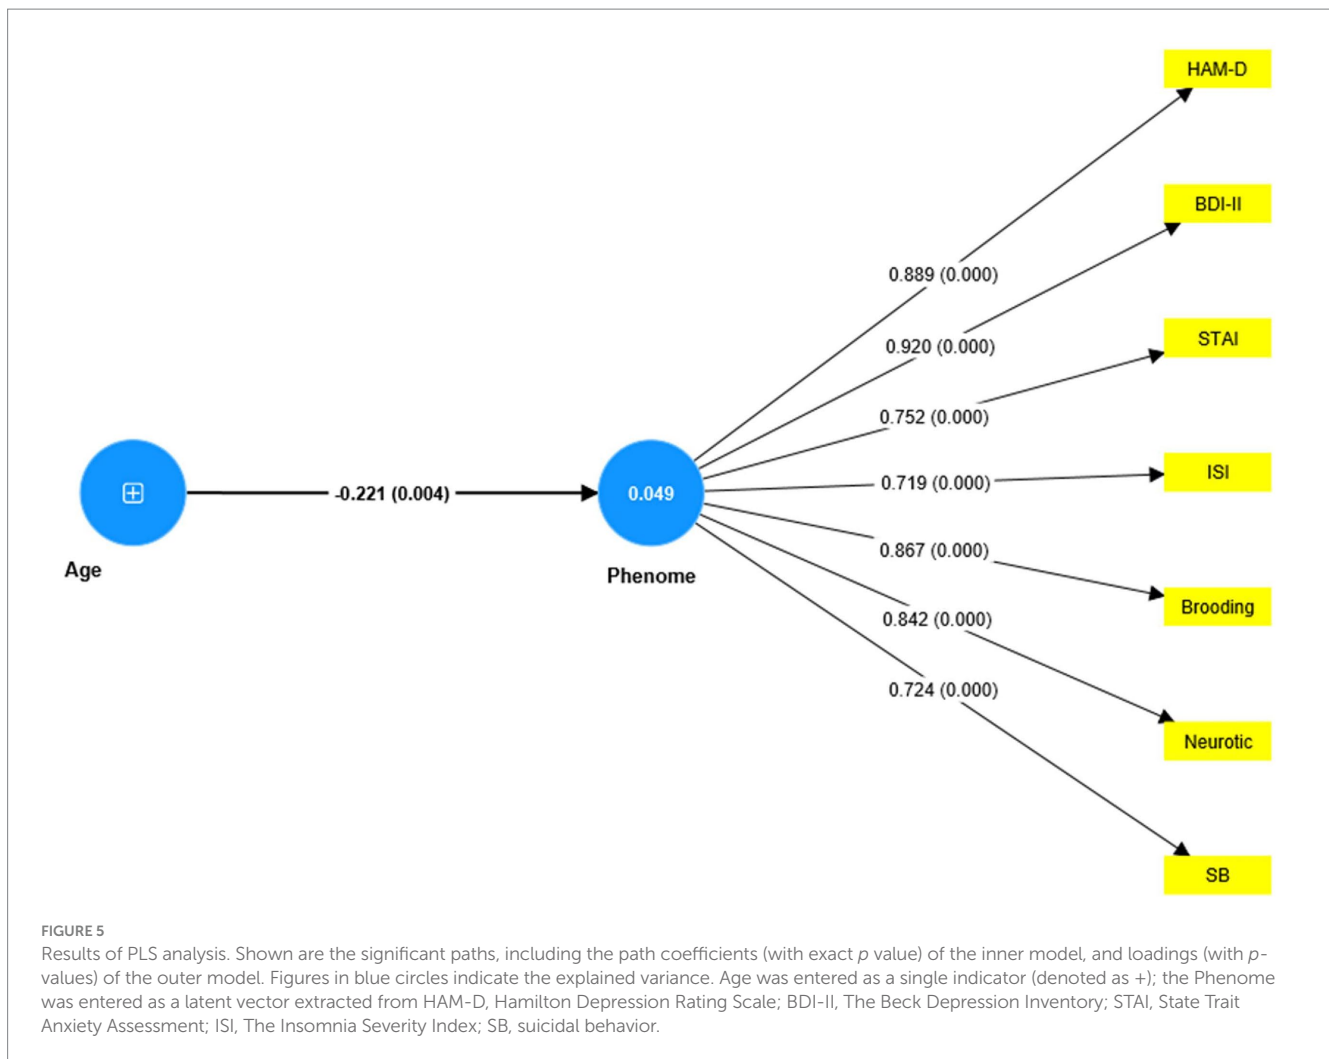 HAM-D
BDI-II
0.889 (0.000)
STAI
0.920 (0.000)
0.752 (0.000)
ISI
0.719 (0.000)
-0.221 (0.004)
0.049
0.867 (0.000)
Age
Phenome
Brooding
0.842 (0.000)
0.724 (0.000)
Neurotic
SB
FIGURE 5
Results of PLS analysis. Shown are the significant paths, including the path coefficients (with exact p value) of the inner model, and loadings (with p-
values) of the outer model. Figures in blue circles indicate the explained variance. Age was entered as a single indicator (denoted as +); the Phenome
was entered as a latent vector extracted from HAM-D, Hamilton Depression Rating Scale; BDI-II, The Beck Depression Inventory; STAI, State Trait
Anxiety Assessment; ISI, The Insomnia Severity Index; SB, suicidal behavior.